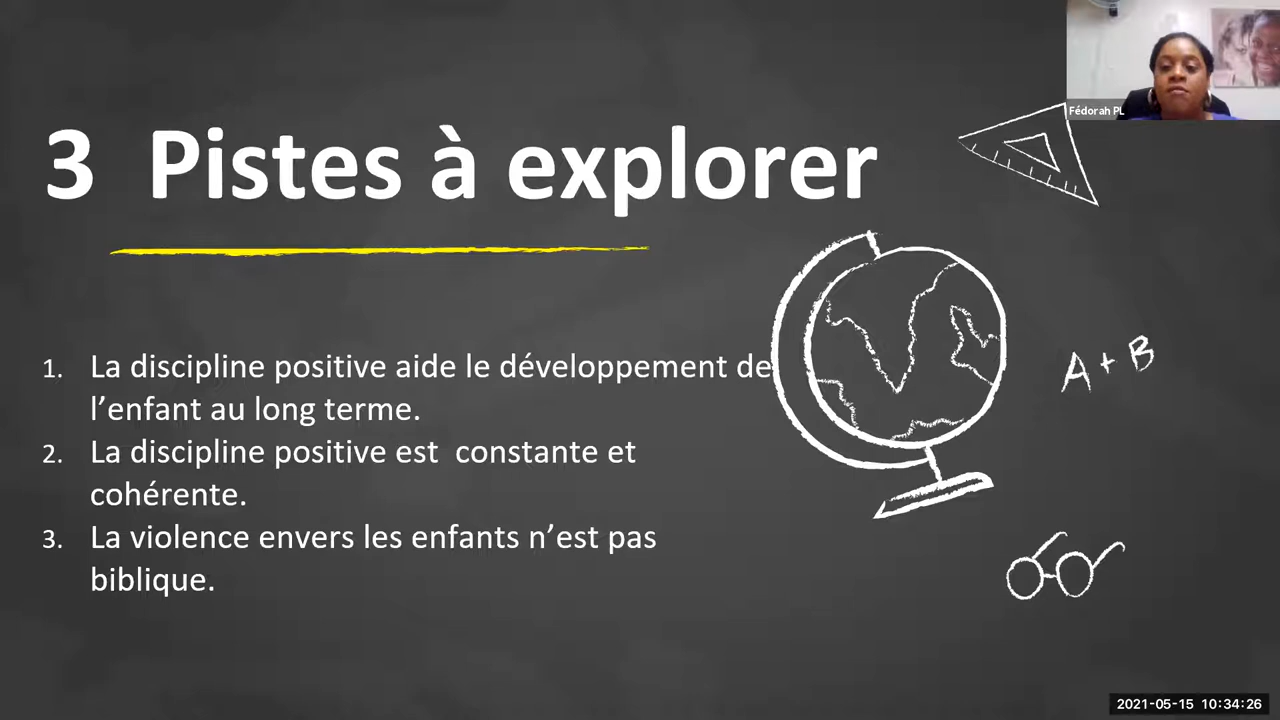 Fédorah PL
3 Pistes à explorer
1. La discipline positive aide le développement de
l’enfant au long terme.
2. La discipline positive est constante et
cohérente.
3. La violence envers les enfants n’est pas
biblique.
A + B
2021-05-15 10:34:26